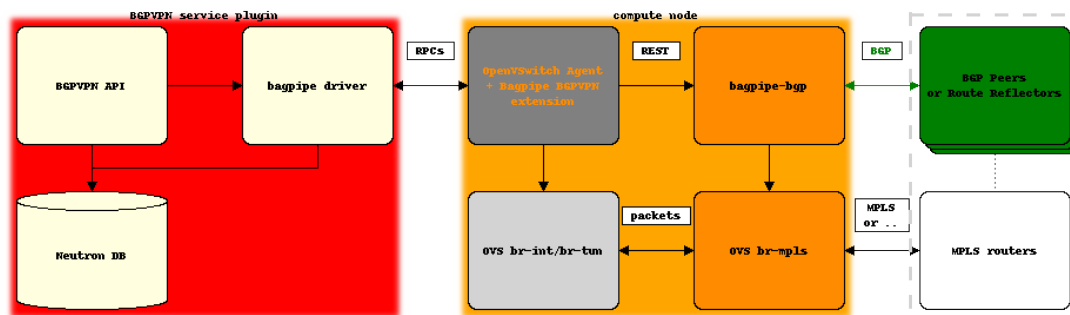 BGPVPN service plugin
compute node
BGPVPN API
bagpipe driver
RPCs
OpenVSwitch Agent
+ Bagpipe BGPVPN
extension
REST
bagpipe-bgp
BGP
BGP Peers
or Route Reflectors
Neutron DB
OVS br-int/br-tun
packets
OVS br-mpls
MPLS
or ..
MPLS routers